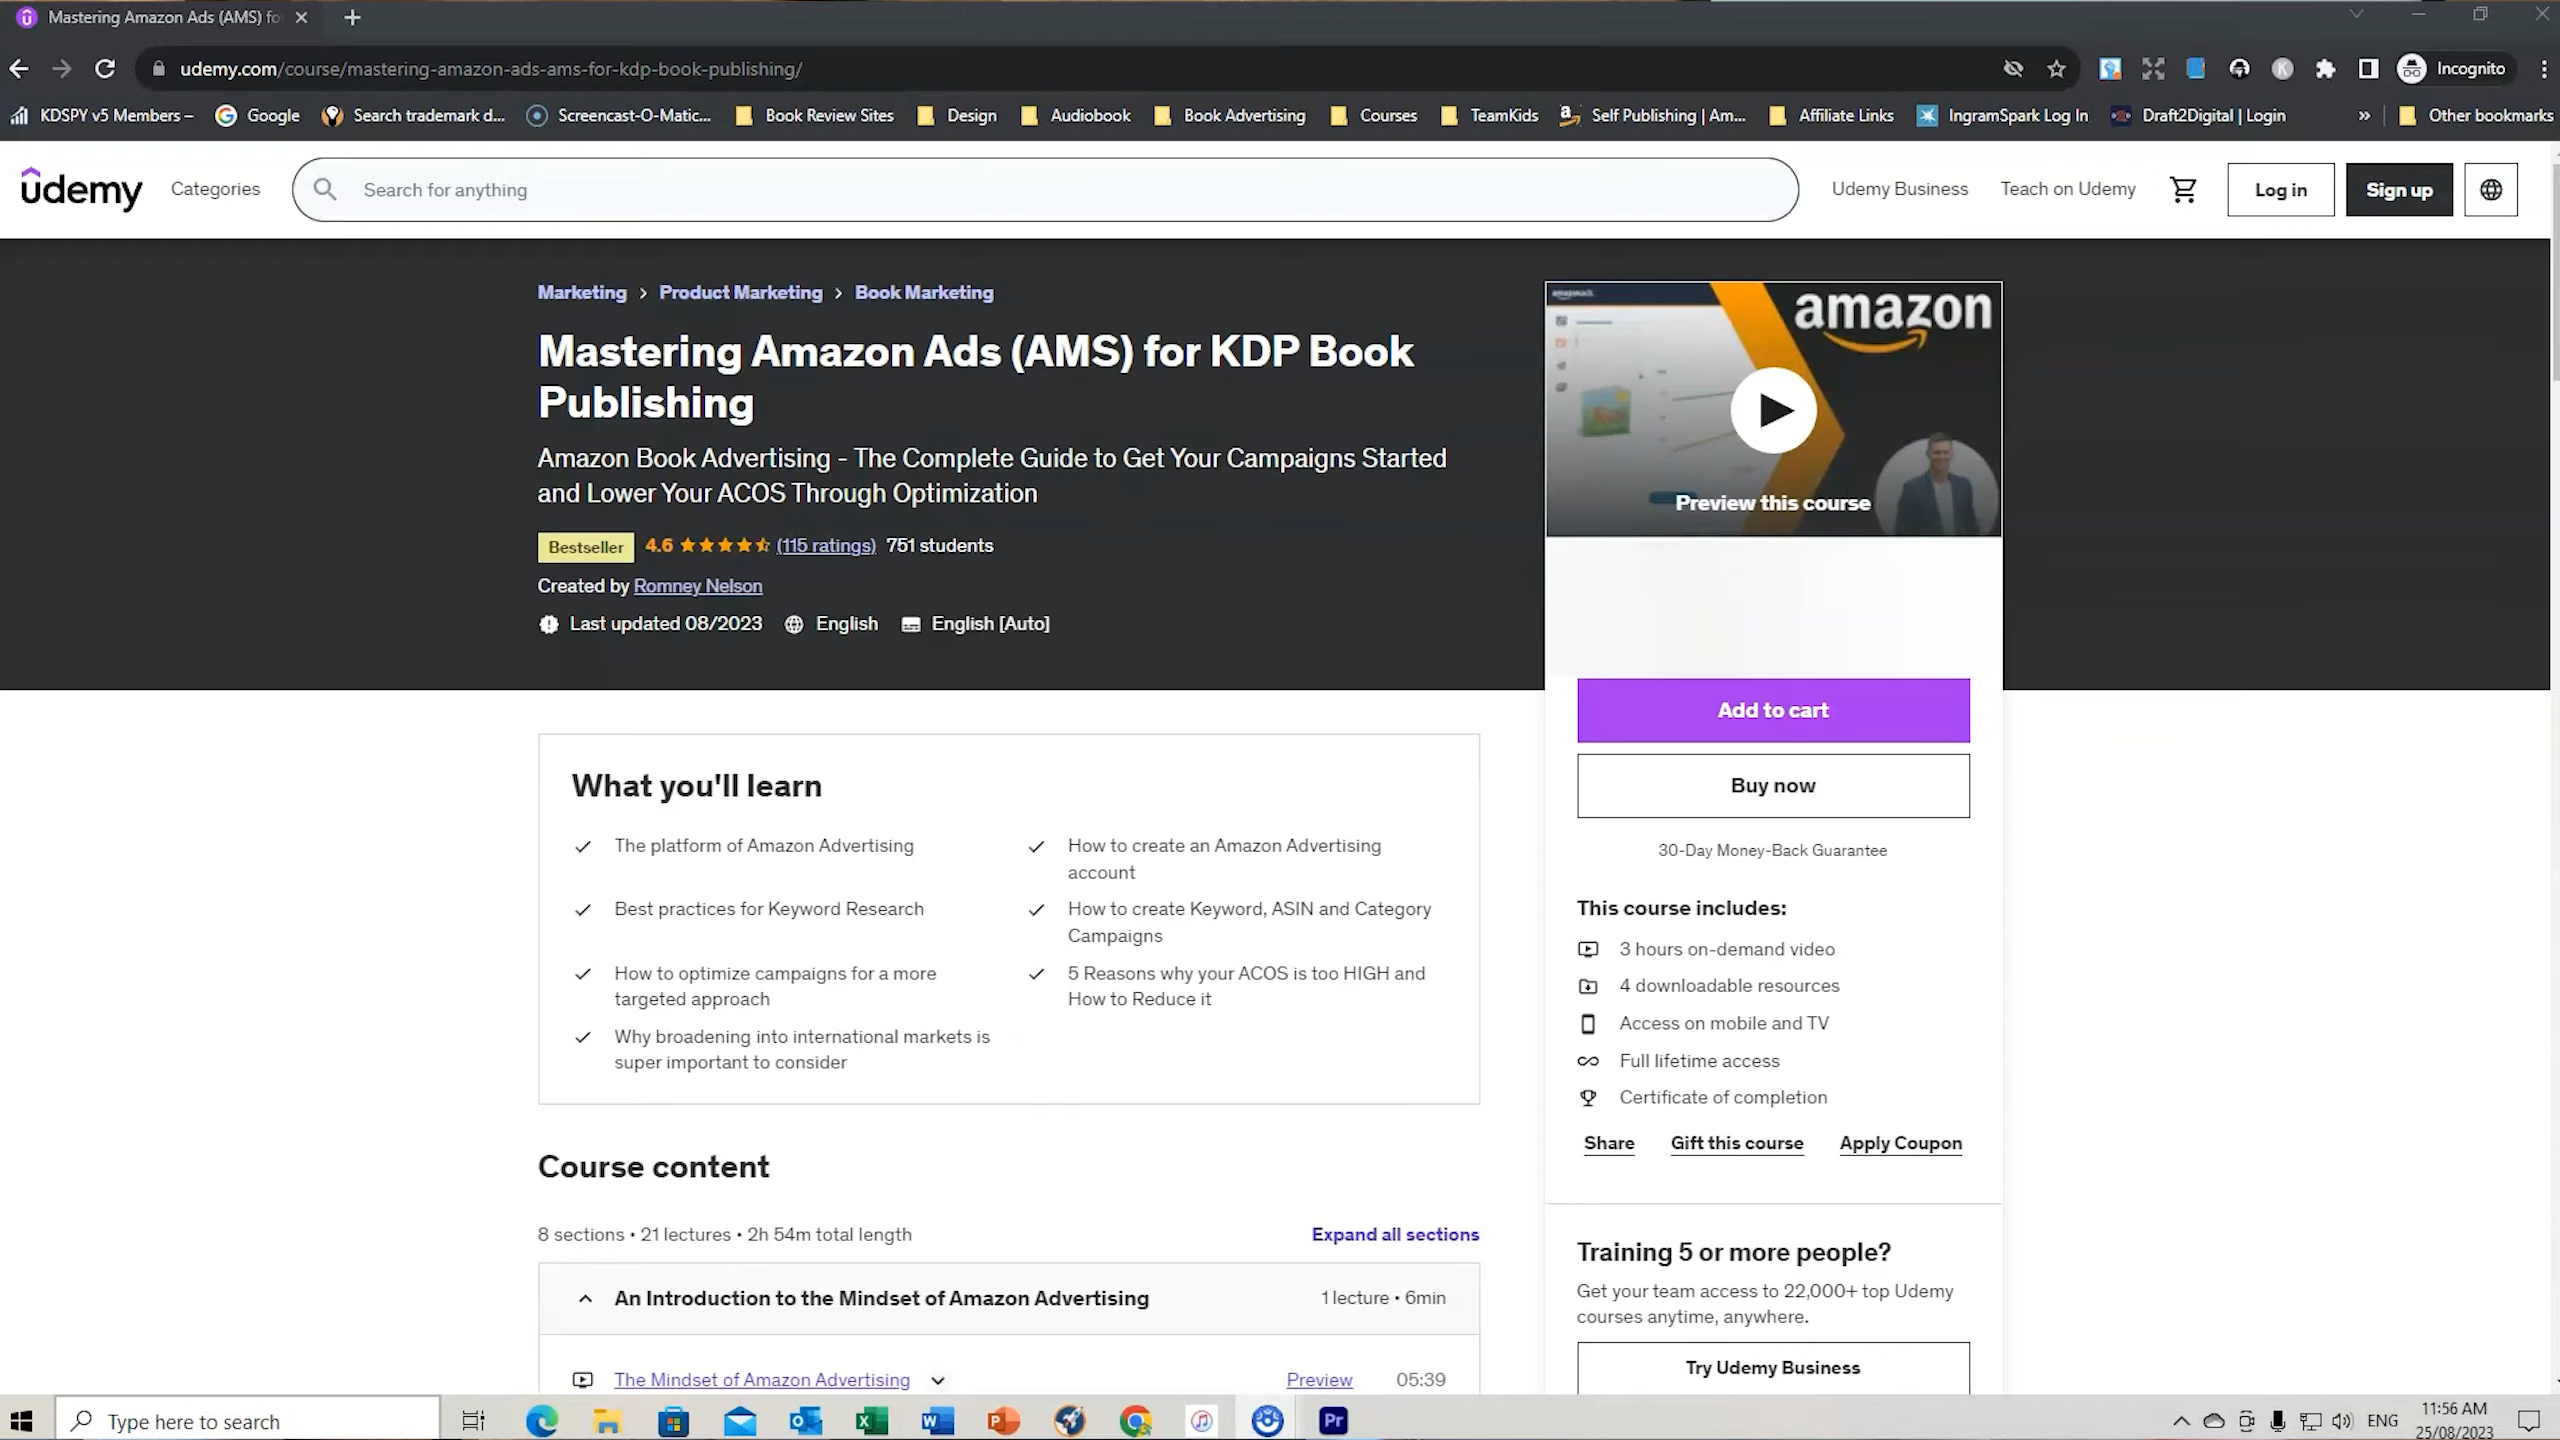 Mastering Amazon Ads (AMS) fo
udemy.com/course/mastering-amazon-ads-ams-for-kdp-book-publishing/
Incognito
KDSPY v5 Members –
Google
Search trademark d...
Screencast-O-Matic...
Book Review Sites
Design
Audiobook
Book Advertising
Courses
TeamKids
Self Publishing | Am...
Affiliate Links
IngramSpark Log In
Draft2Digital | Login
»
Other bookmarks
udemy
Categories
Search for anything
Udemy Business
Teach on Udemy
Log in
Sign up
Marketing > Product Marketing > Book Marketing
Mastering Amazon Ads (AMS) for KDP Book
Publishing
Amazon Book Advertising - The Complete Guide to Get Your Campaigns Started
and Lower Your ACOS Through Optimization
Bestseller 4.6 (115 ratings) 751 students
Created by Romney Nelson
Last updated 08/2023 English English [Auto]
amazon
Preview this course
Add to cart
Buy now
30-Day Money-Back Guarantee
This course includes:
3 hours on-demand video
4 downloadable resources
Access on mobile and TV
Full lifetime access
Certificate of completion
Share Gift this course Apply Coupon
Training 5 or more people?
Get your team access to 22,000+ top Udemy
courses anytime, anywhere.
Try Udemy Business
What you'll learn
The platform of Amazon Advertising
How to create an Amazon Advertising
account
Best practices for Keyword Research
How to create Keyword, ASIN and Category
Campaigns
How to optimize campaigns for a more
targeted approach
5 Reasons why your ACOS is too HIGH and
How to Reduce it
Why broadening into international markets is
super important to consider
Course content
8 sections • 21 lectures • 2h 54m total length
Expand all sections
An Introduction to the Mindset of Amazon Advertising
1 lecture • 6min
The Mindset of Amazon Advertising
Preview
05:39
Type here to search
Pr
ENG
11:56 AM
25/08/2023